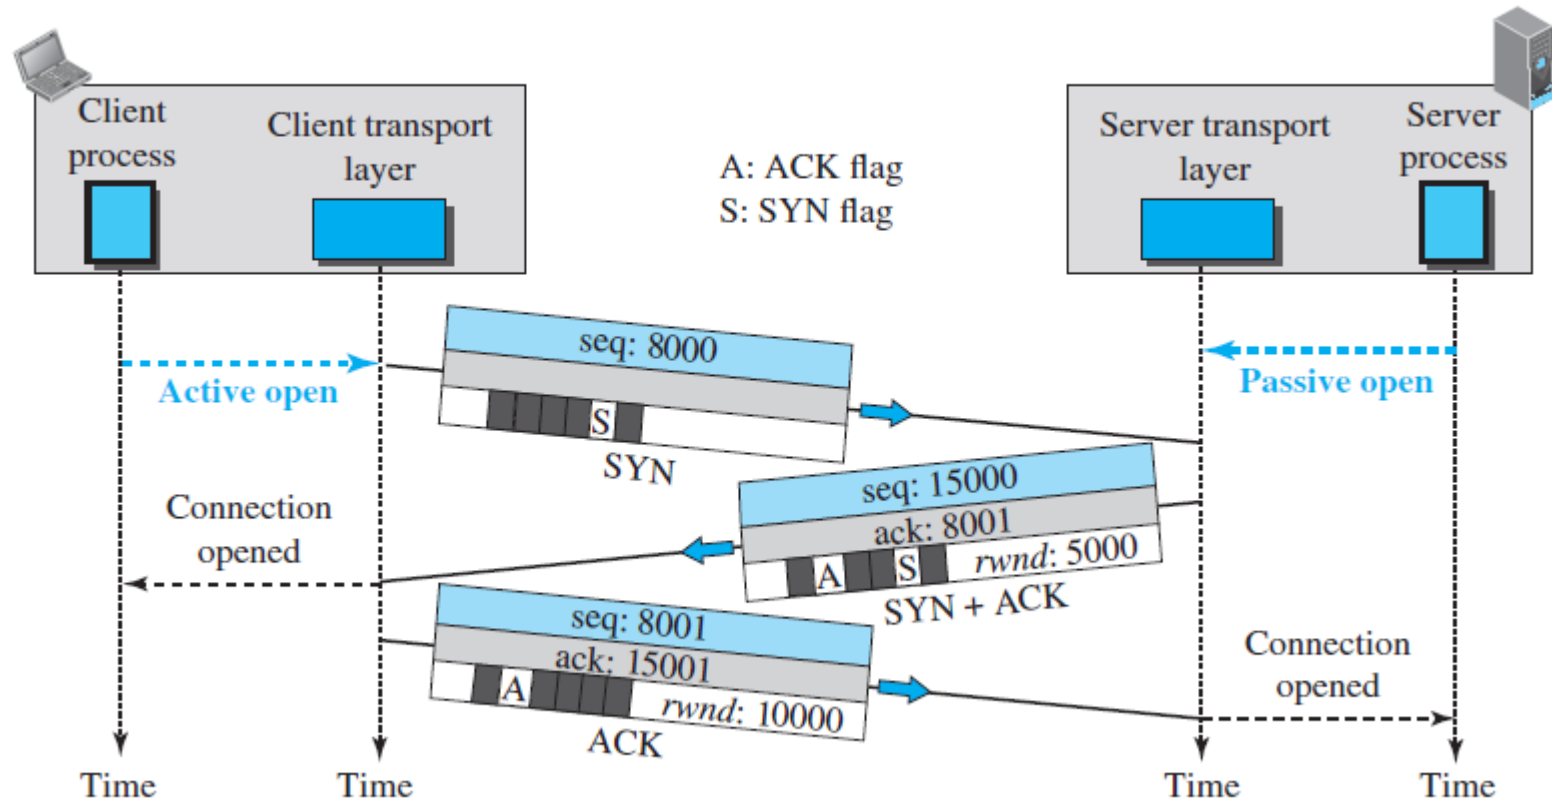 Client
process
Client transport
layer
A: ACK flag
S: SYN flag
Server transport
layer
Server
process
seq: 8000
S
SYN
Active open
Passive open
seq: 15000
ack: 8001
A S rwnd: 5000
SYN + ACK
Connection
opened
seq: 8001
ack: 15001
A rwnd: 10000
ACK
Connection
opened
Time
Time
Time
Time